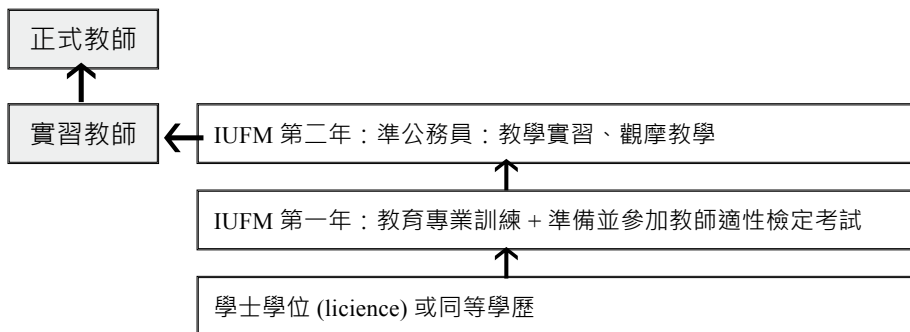 正式教師
實習教師
IUFM 第二年：準公務員：教學實習、觀摩教學
IUFM 第一年：教育專業訓練 + 準備並參加教師適性檢定考試
學士學位 (licience) 或同等學歷